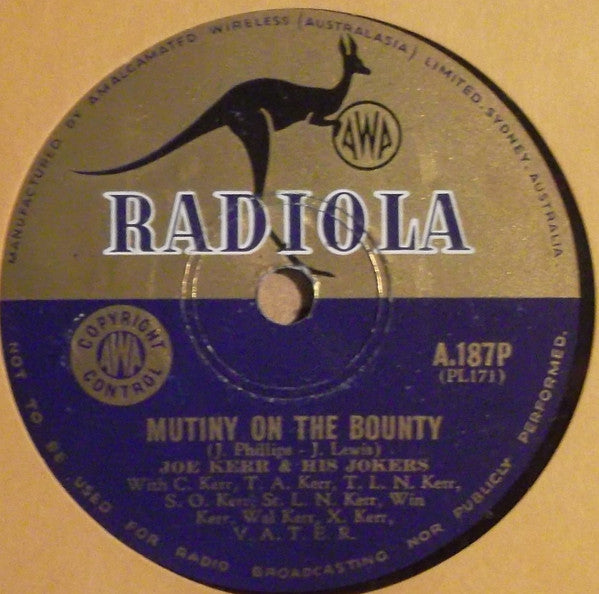 MANUFACTURED BY AMALGAMATED WIRELESS (AUSTRALASIA) LIMITED, SYDNEY, AUSTRALIA
AWA
RADIOLA
COPYRIGHT
AWA
CONTROL
A.187P
(PL171)
MUTINY ON THE BOUNTY
(J. Phillips - J. Lewis)
JOE KERR & HIS JOKERS
With C. Kerr, T. A. Kerr, T. L. N. Kerr,
S. O. Kerr, St. L. N. Kerr, Win
Kerr, Wal Kerr, X. Kerr,
V. A. T. E. R.
NOT TO BE USED FOR RADIO BROADCASTING NOR PUBLICLY PERFORMED.